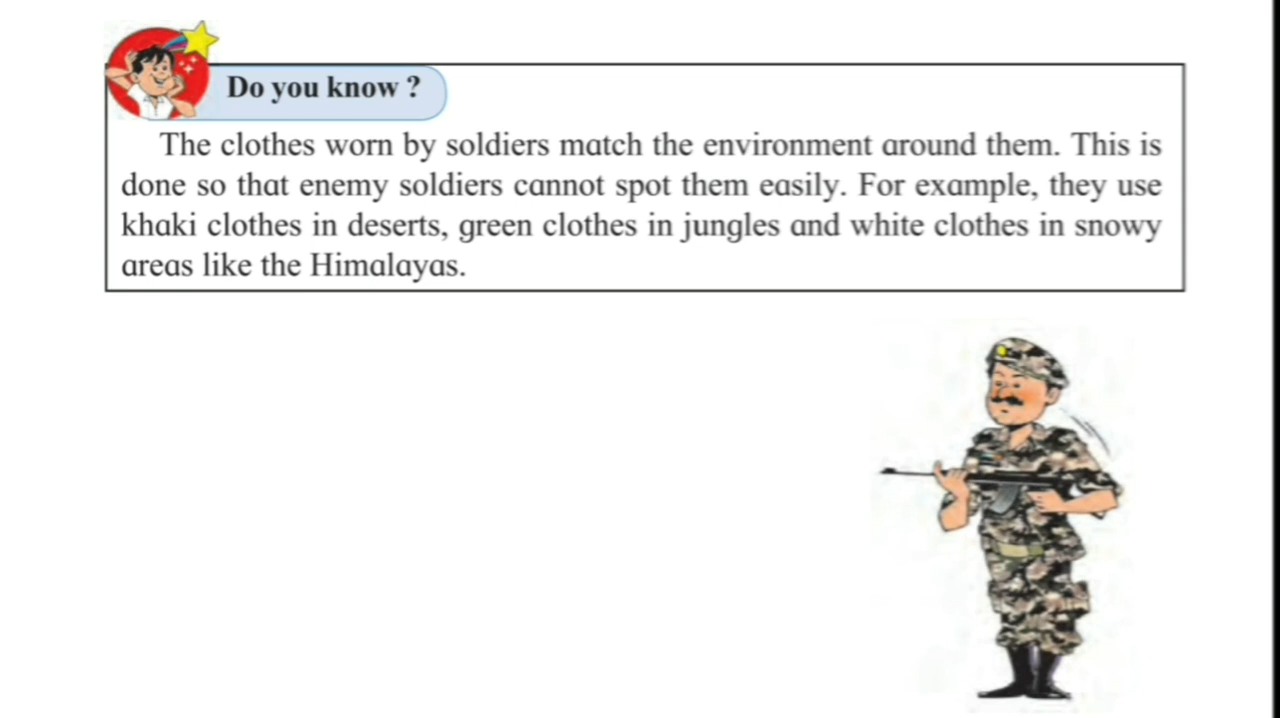 Do you know ?
The clothes worn by soldiers match the environment around them. This is
done so that enemy soldiers cannot spot them easily. For example, they use
khaki clothes in deserts, green clothes in jungles and white clothes in snowy
areas like the Himalayas.